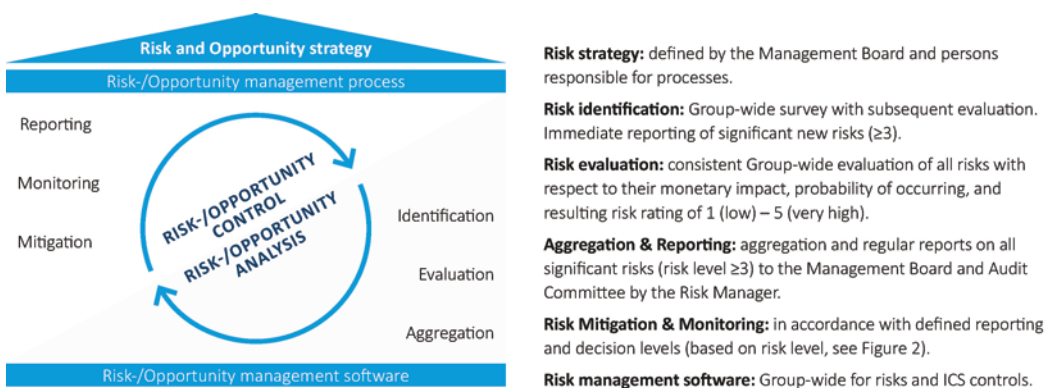 Risk and Opportunity strategy
Risk-/Opportunity management process
Reporting
Monitoring
Mitigation
RISK-/OPPORTUNITY
CONTROL
RISK-/OPPORTUNITY
ANALYSIS
Identification
Evaluation
Aggregation
Risk-/Opportunity management software
Risk strategy: defined by the Management Board and persons
responsible for processes.
Risk identification: Group-wide survey with subsequent evaluation.
Immediate reporting of significant new risks (≥3).
Risk evaluation: consistent Group-wide evaluation of all risks with
respect to their monetary impact, probability of occurring, and
resulting risk rating of 1 (low) – 5 (very high).
Aggregation & Reporting: aggregation and regular reports on all
significant risks (risk level ≥3) to the Management Board and Audit
Committee by the Risk Manager.
Risk Mitigation & Monitoring: in accordance with defined reporting
and decision levels (based on risk level, see Figure 2).
Risk management software: Group-wide for risks and ICS controls.